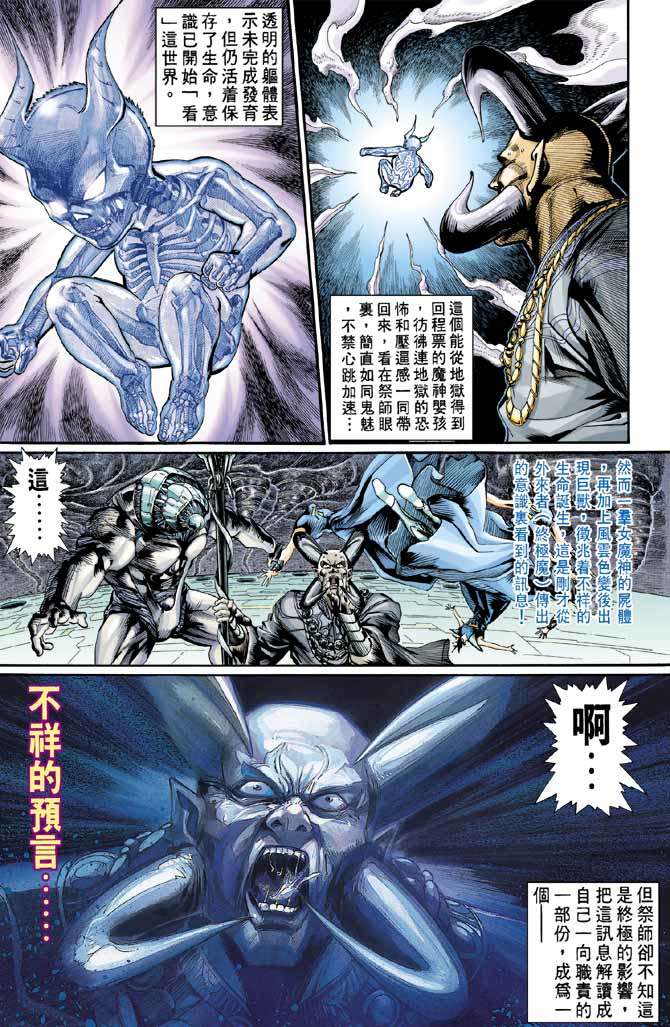 這個能從地獄得到
回程票的魔神嬰孩
，彷彿連地獄的恐
怖和壓逼感一同帶
回來，看在祭師眼
裏，簡直如同鬼魅
，不禁心跳加速…
透明的軀體表
示未完成發育
，但仍活着保
存了生命，意
識已開始「看
」這世界。
然而一羣女魔神的屍體
，再加上風雲色變後出
現巨獸，徵兆着不祥的
生命誕生，這是剛才從
外來者（終極魔）傳出
的意識裏看到的訊息！
這……
啊…
但祭師卻不知這
是終極的影響，
把這訊息解讀成
自己一向職責的
一部份，成爲一
個──
不祥的預言……